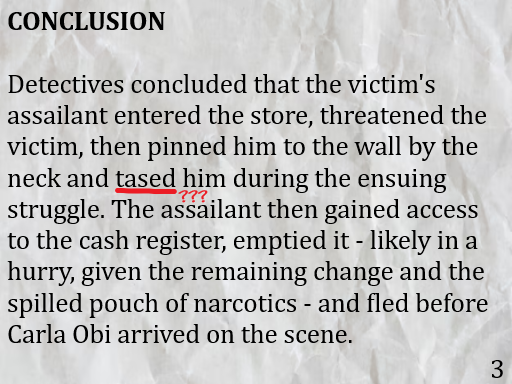 CONCLUSION
Detectives concluded that the victim's
assailant entered the store, threatened the
victim, then pinned him to the wall by the
neck and tased him during the ensuing
???
struggle. The assailant then gained access
to the cash register, emptied it - likely in a
hurry, given the remaining change and the
spilled pouch of narcotics - and fled before
Carla Obi arrived on the scene.
3